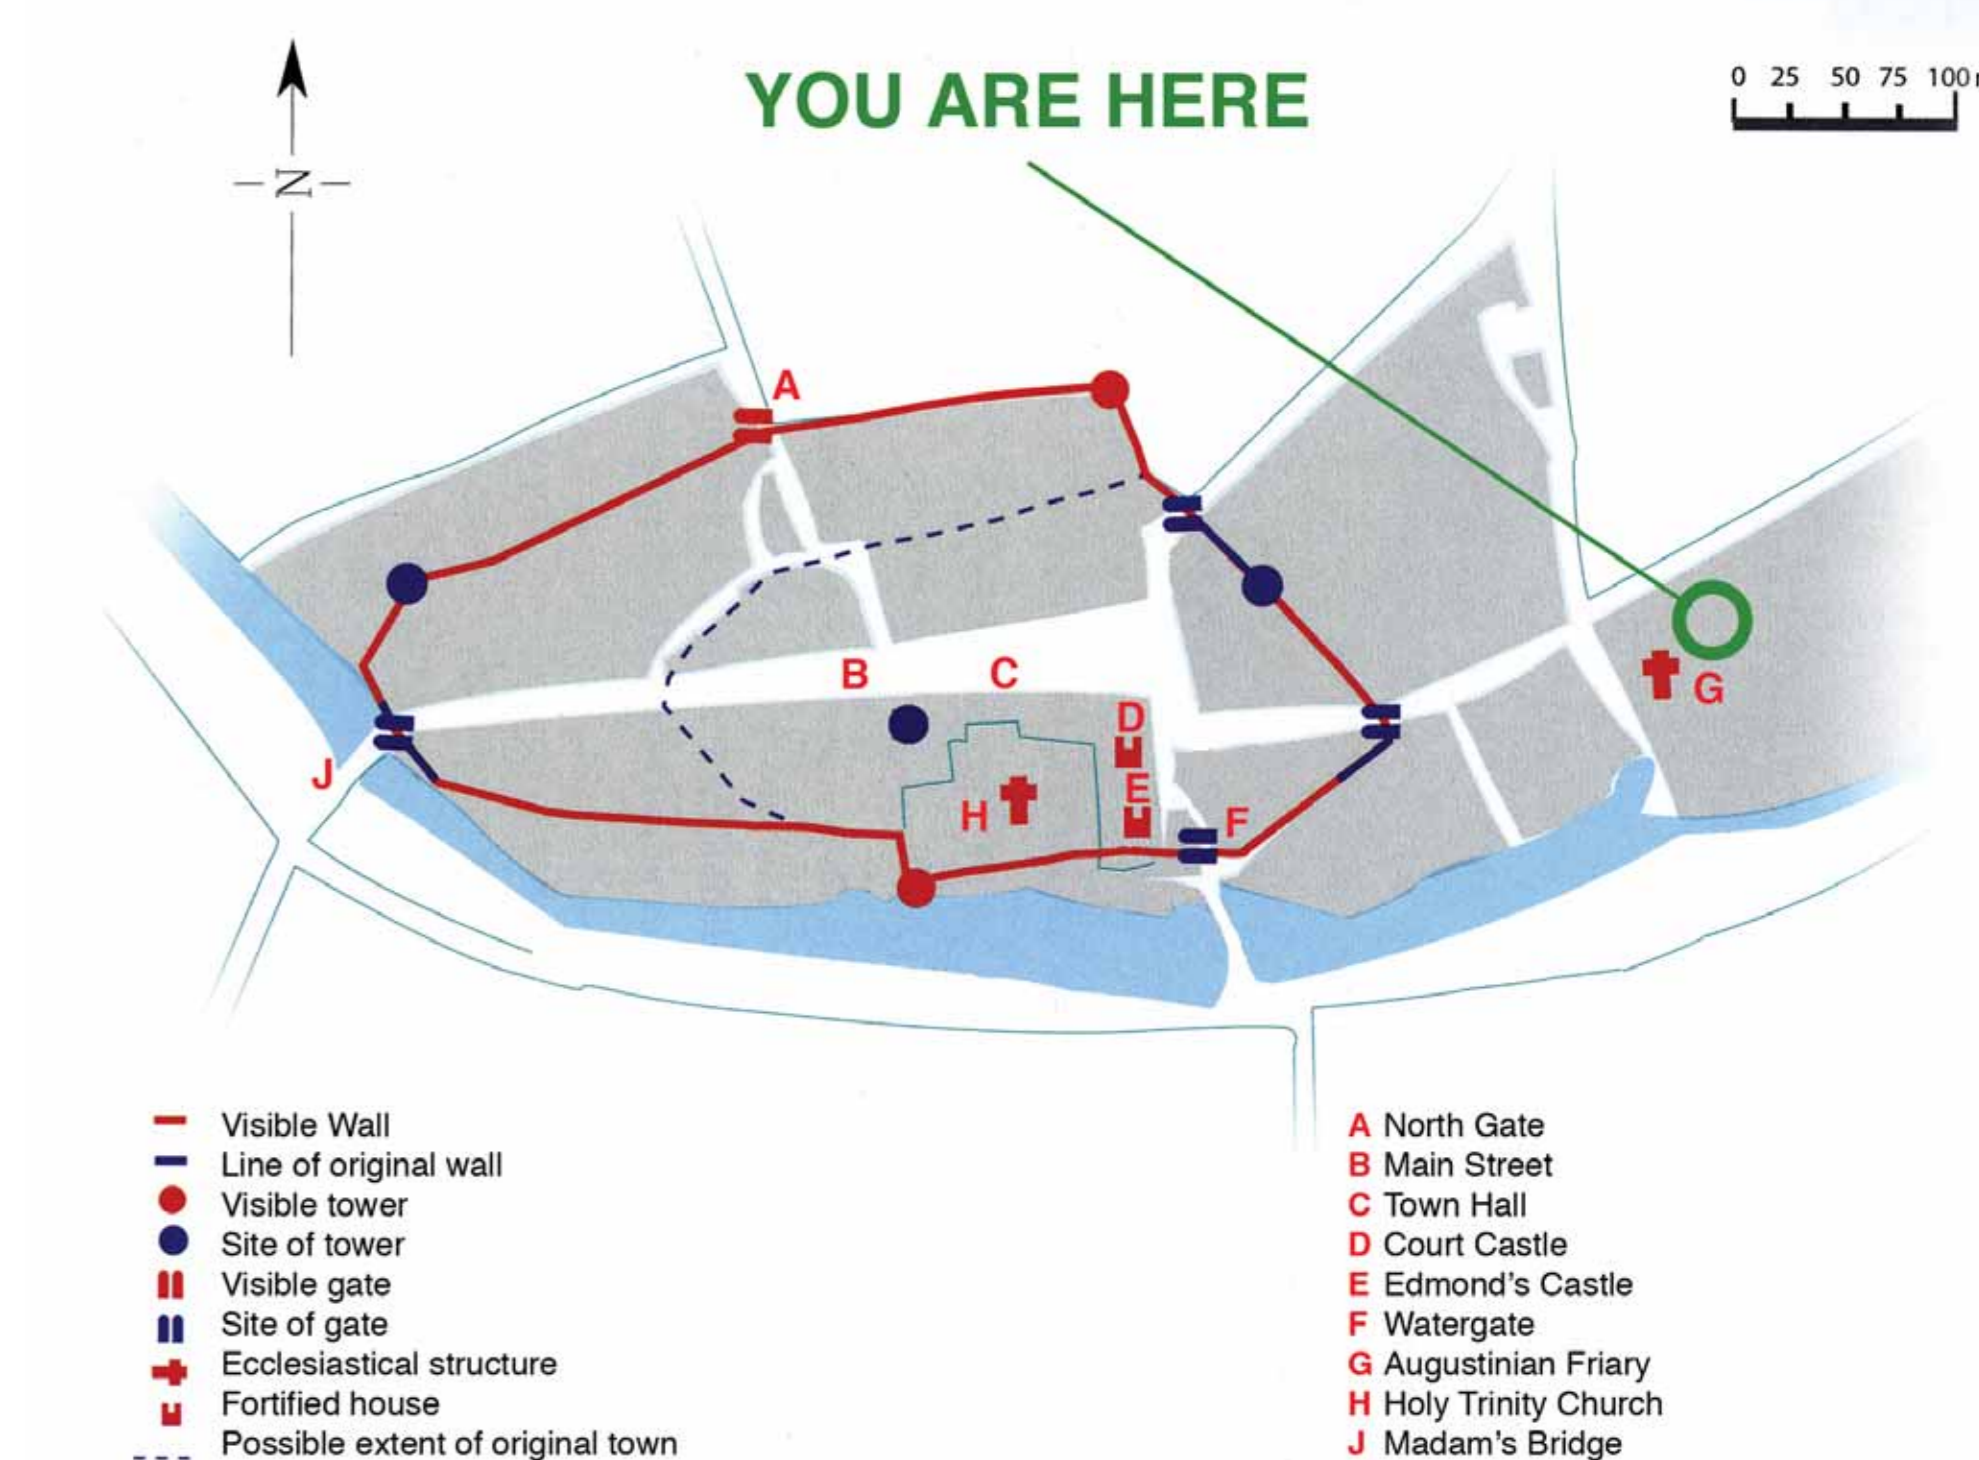 YOU ARE HERE
0 25 50 75 100 m
N
A
B
C
D
E
F
G
H
J
Visible Wall
Line of original wall
Visible tower
Site of tower
Visible gate
Site of gate
Ecclesiastical structure
Fortified house
Possible extent of original town
A North Gate
B Main Street
C Town Hall
D Court Castle
E Edmond's Castle
F Watergate
G Augustinian Friary
H Holy Trinity Church
J Madam's Bridge